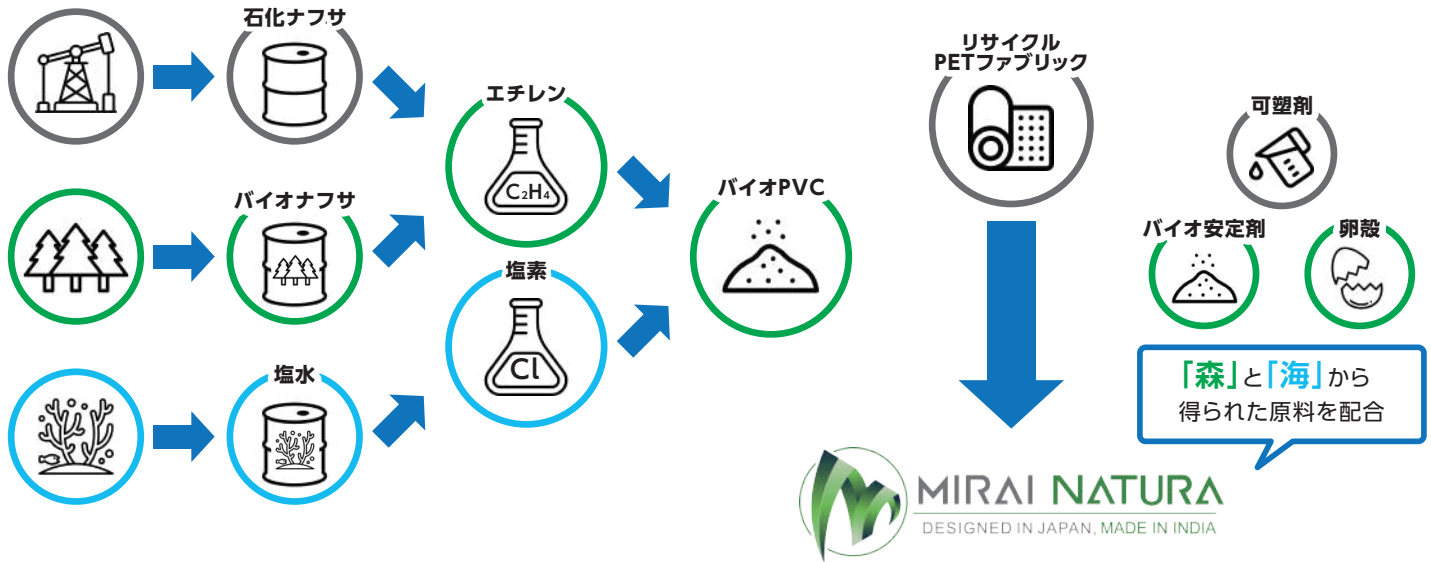 石化ナフサ
エチレン
C₂H₄
バイオナフサ
塩素
Cl
塩水
バイオPVC
リサイクル
PETファブリック
可塑剤
バイオ安定剤
卵殻
「森」と「海」から
得られた原料を配合
MIRAI NATURA
DESIGNED IN JAPAN, MADE IN INDIA